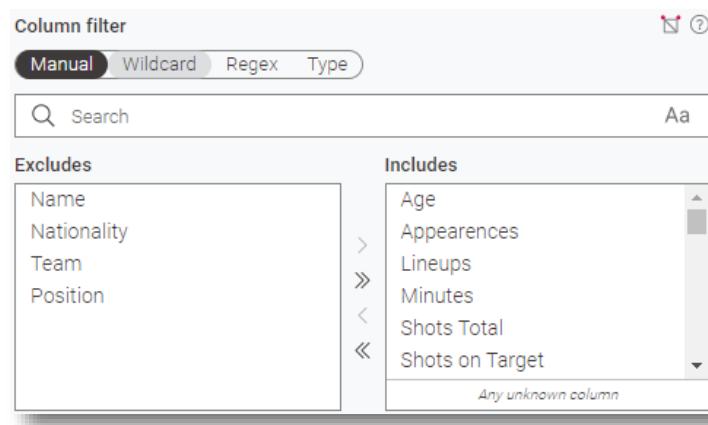 Column filter
Manual Wildcard Regex Type
Search Aa
Excludes
Name
Nationality
Team
Position
Includes
Age
Appearences
Lineups
Minutes
Shots Total
Shots on Target
Any unknown column